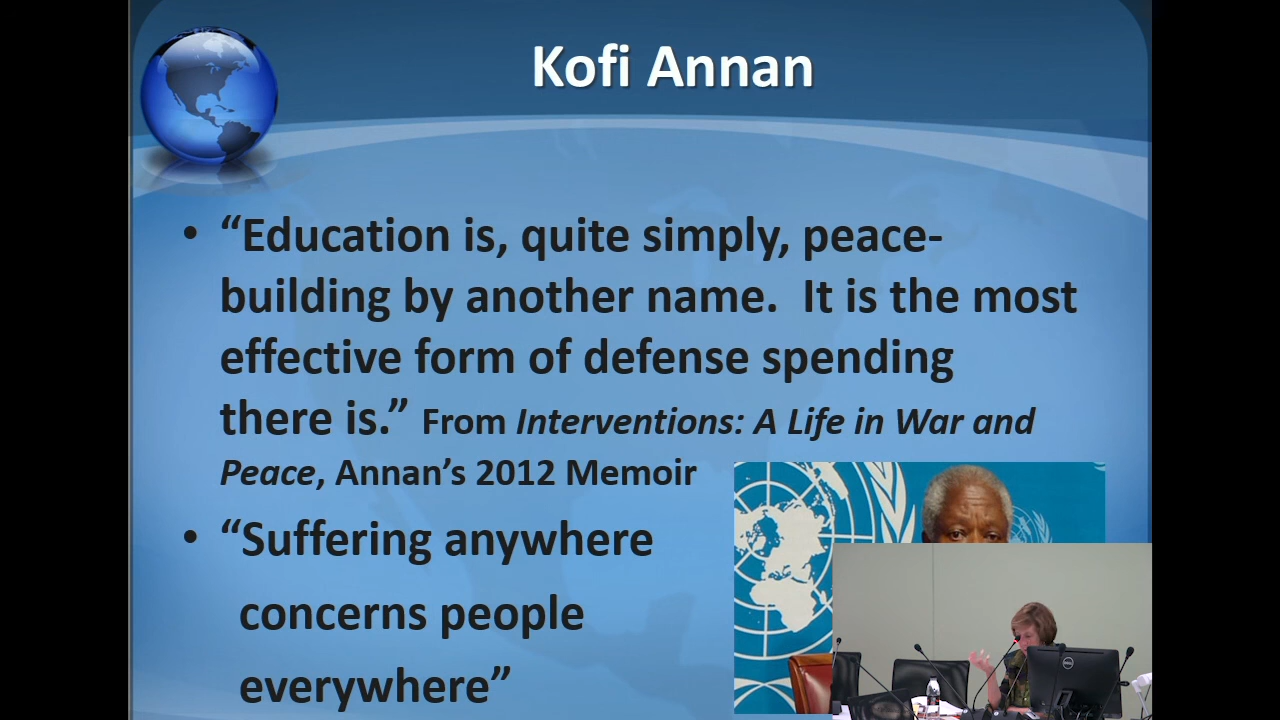 Kofi Annan
• “Education is, quite simply, peace-
building by another name.  It is the most
effective form of defense spending
there is.” From Interventions: A Life in War and
Peace, Annan’s 2012 Memoir
• “Suffering anywhere
concerns people
everywhere”
DELL